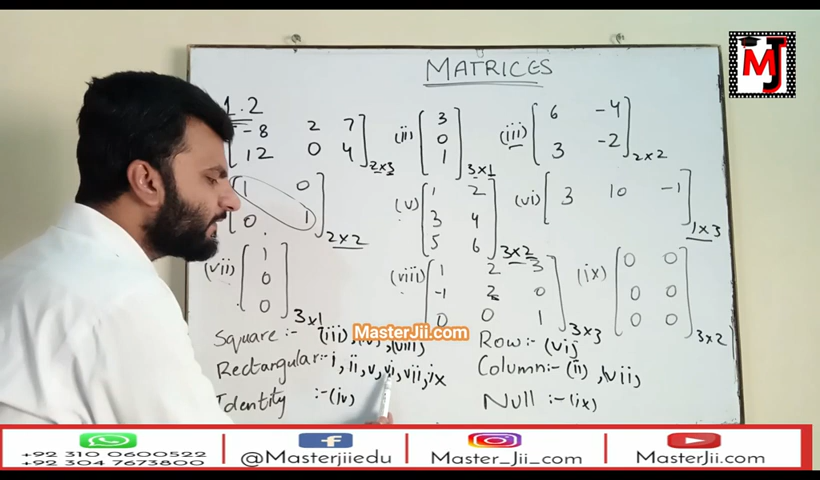 MATRICES
MJ
1.2
-8 2 7
12 0 4
2x3
(ii)
3
0
1
3x1
(iii)
6 -4
3 -2
2x2
1 0
0 1
2x2
(v)
1 2
3 4
5 6
3x2
(vi)
3 10 -1
1x3
(vii)
1
0
0
3x1
(viii)
1 2 3
-1 2 0
0 0 1
3x3
(ix)
0 0
0 0
0 0
3x2
MasterJii.com
Square :- (iii), (viii)
Rectangular:- i, ii, v, vi, vii, ix
Identity :- (iv)
Row:- (vi)
Column:- (ii), vii,
Null :- (ix)
+92 310 0600522
+92 304 7673800
@Masterjiiedu
Master_Jii_com
MasterJii.com